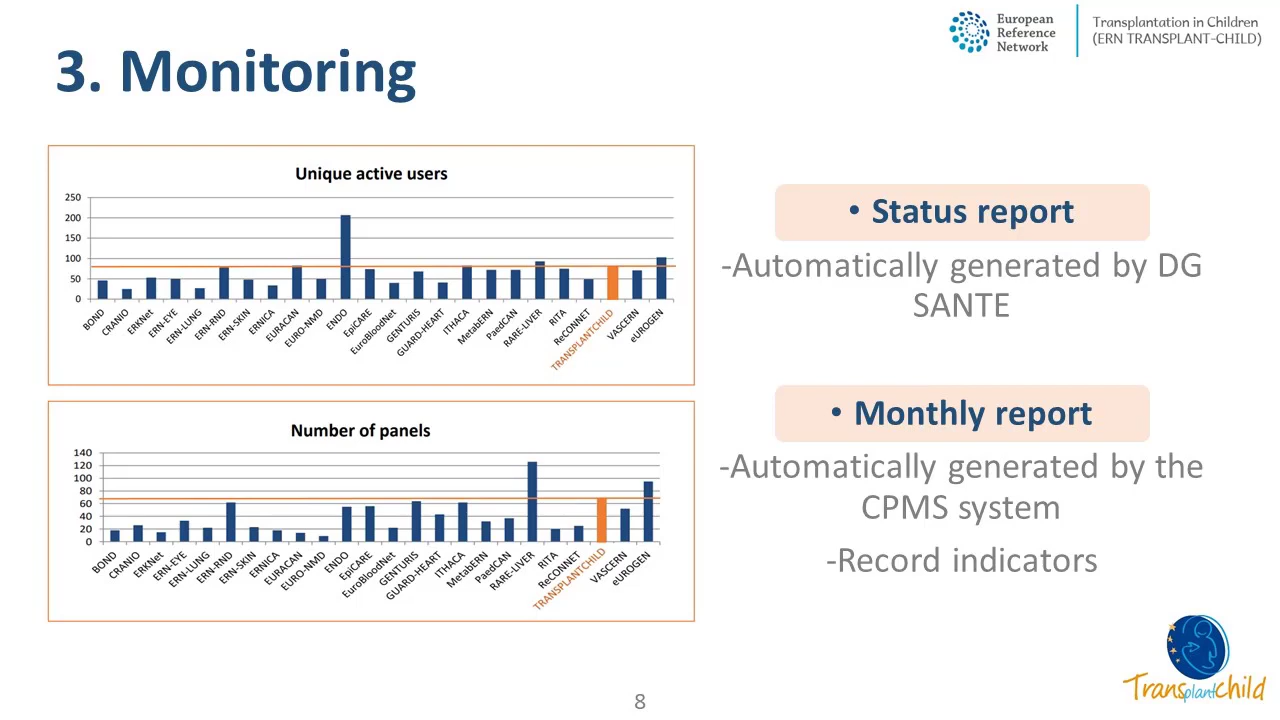 3. Monitoring
European
Reference
Network
Transplantation in Children
(ERN TRANSPLANT-CHILD)
Unique active users
250
200
150
100
50
0
BOND
CRANIO
ERKNet
ERN-EYE
ERN-LUNG
ERN-RND
ERN-SKIN
ERNICA
EURACAN
EURO-NMD
ENDO
EpiCARE
EuroBloodNet
GENTURIS
GUARD-HEART
ITHACA
MetabERN
PaedCAN
RARE-LIVER
RITA
ReCONNET
TRANSPLANTCHILD
VASCERN
eUROGEN
Number of panels
140
120
100
80
60
40
20
0
BOND
CRANIO
ERKNet
ERN-EYE
ERN-LUNG
ERN-RND
ERN-SKIN
ERNICA
EURACAN
EURO-NMD
ENDO
EpiCARE
EuroBloodNet
GENTURIS
GUARD-HEART
ITHACA
MetabERN
PaedCAN
RARE-LIVER
RITA
ReCONNET
TRANSPLANTCHILD
VASCERN
eUROGEN
• Status report
-Automatically generated by DG
SANTE
• Monthly report
-Automatically generated by the
CPMS system
-Record indicators
TransplantChild
8